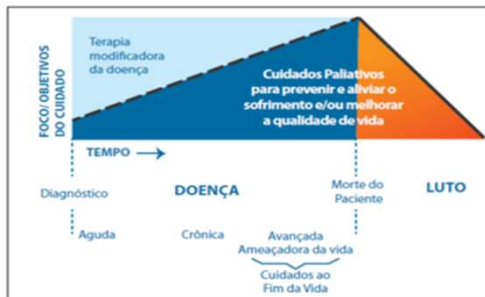 FOCO/ OBJETIVOS
DO CUIDADO
Terapia
modificadora
da doença
Cuidados Paliativos
para prevenir e aliviar o
sofrimento e/ou melhorar
a qualidade de vida
TEMPO
Diagnóstico
DOENÇA
Morte do
Paciente
LUTO
Aguda
Crônica
Avançada
Ameaçadora da vida
Cuidados ao
Fim da Vida